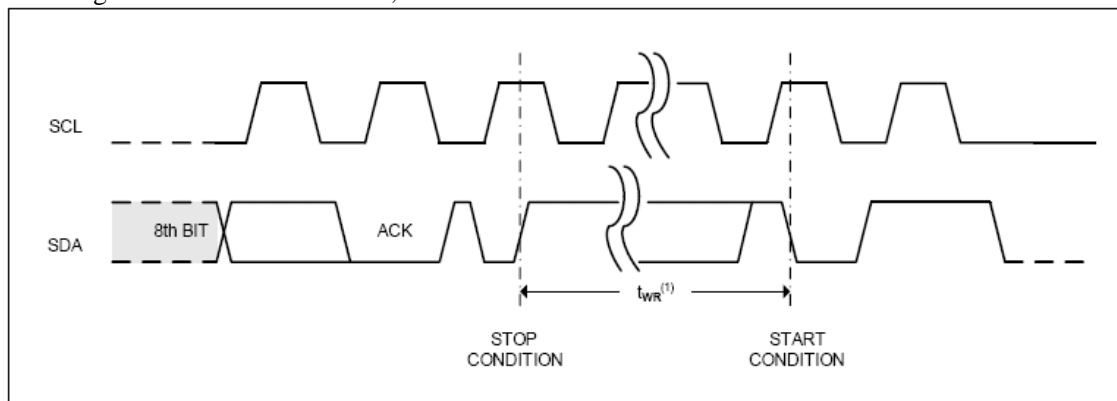 SCL
8th BIT
ACK
SDA
tWR(1)
STOP
CONDITION
START
CONDITION